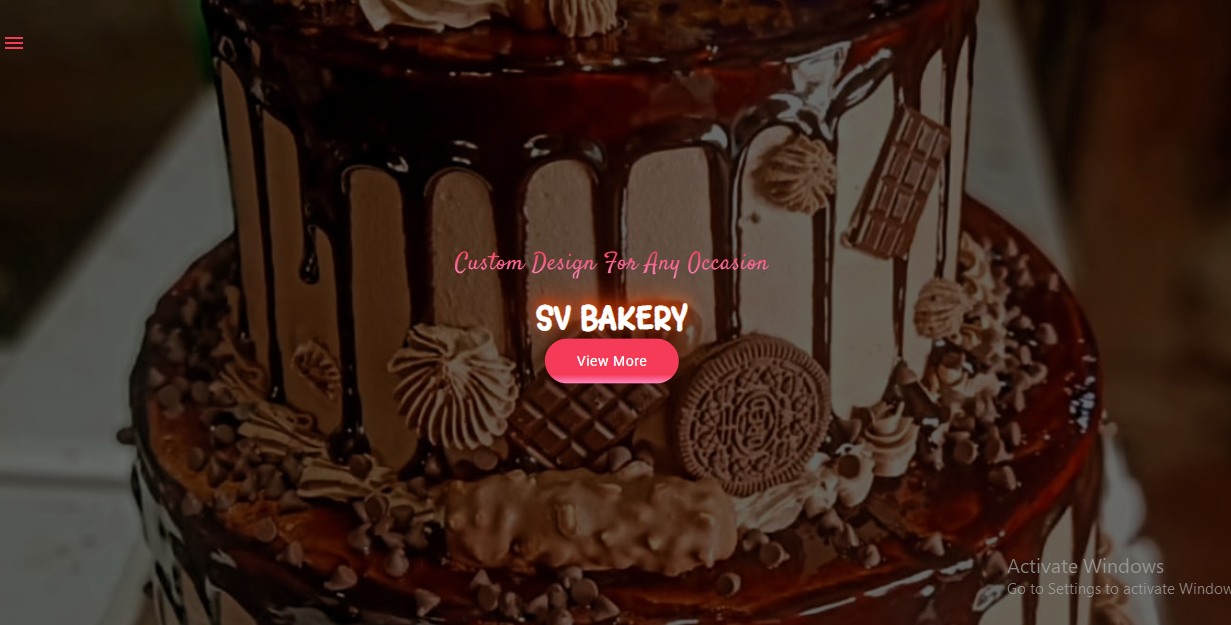 Custom Design For Any Occasion
SV BAKERY
View More
Activate Windows
Go to Settings to activate Window